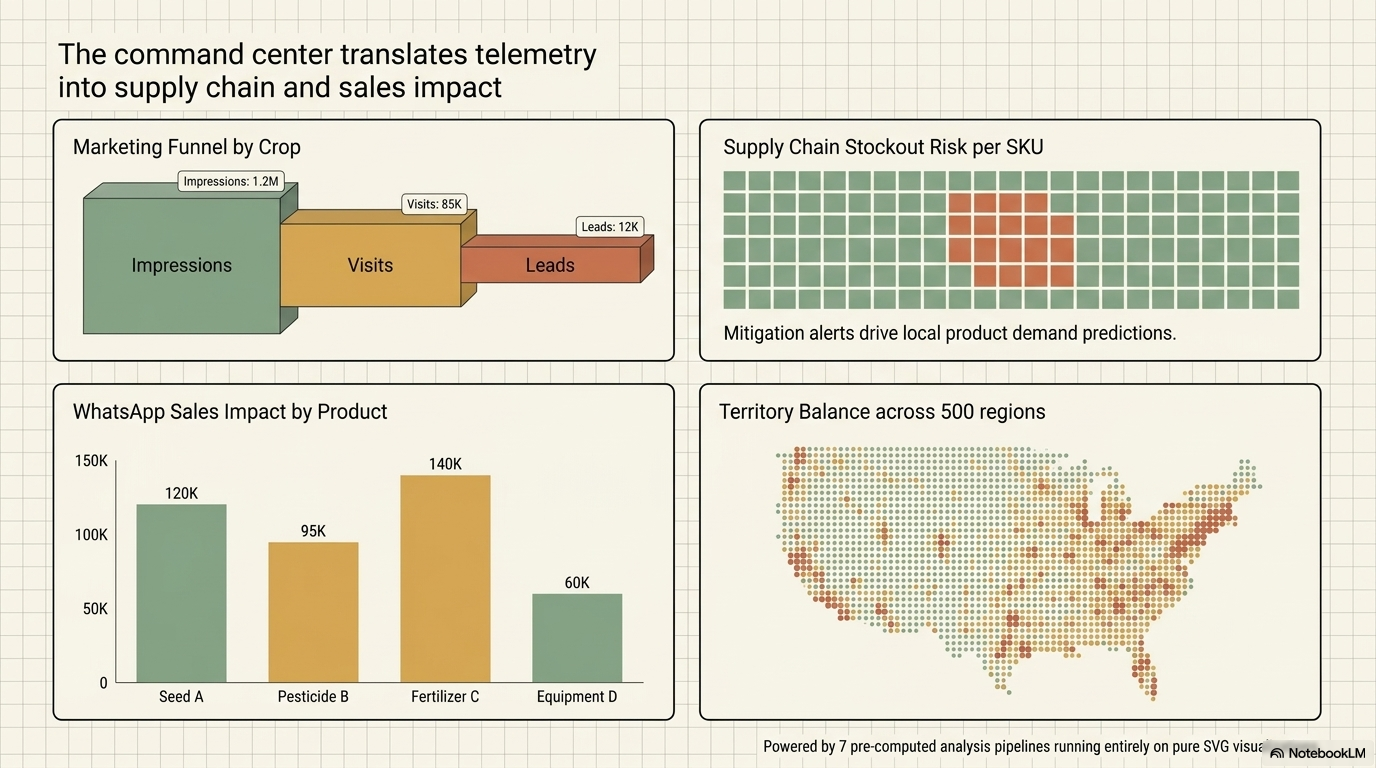 The command center translates telemetry
into supply chain and sales impact
Marketing Funnel by Crop
Impressions: 1.2M
Visits: 85K
Leads: 12K
Impressions
Visits
Leads
Supply Chain Stockout Risk per SKU
Mitigation alerts drive local product demand predictions.
WhatsApp Sales Impact by Product
150K
100K
50K
0
120K
95K
140K
60K
Seed A
Pesticide B
Fertilizer C
Equipment D
Territory Balance across 500 regions
Powered by 7 pre-computed analysis pipelines running entirely on pure SVG
NotebookLM